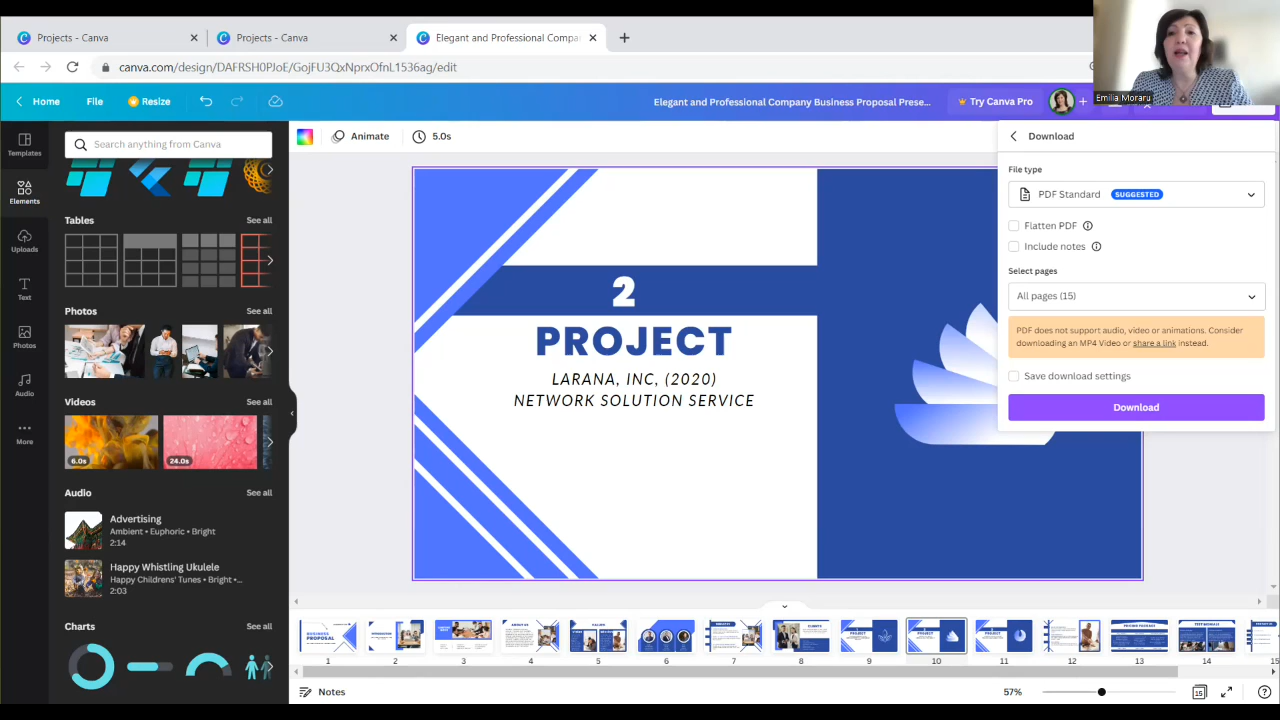 Projects - Canva
Projects - Canva
Elegant and Professional Compa
canva.com/design/DAFRSH0PJoE/GojFU3QxNprxOfnL1536ag/edit
Emilia Moraru
Home
File
Resize
Elegant and Professional Company Business Proposal Prese...
Try Canva Pro
Templates
Elements
Uploads
Text
Photos
Audio
More
Search anything from Canva
Tables
See all
Photos
See all
Videos
See all
6.0s
24.0s
Audio
See all
Advertising
Ambient • Euphoric • Bright
2:14
Happy Whistling Ukulele
Happy Childrens' Tunes • Bright •...
2:03
Charts
See all
Animate
5.0s
2
PROJECT
LARANA, INC, (2020)
NETWORK SOLUTION SERVICE
Download
File type
PDF Standard
SUGGESTED
Flatten PDF
Include notes
Select pages
All pages (15)
PDF does not support audio, video or animations. Consider
downloading an MP4 Video or share a link instead.
Save download settings
Download
BUSINESS
PROPOSAL
ABOUT US
CLIENTS
TESTIMONIALS
1 2 3 4 5 6 7 8 9 10 11 12 13 14 15
Notes
57%
15